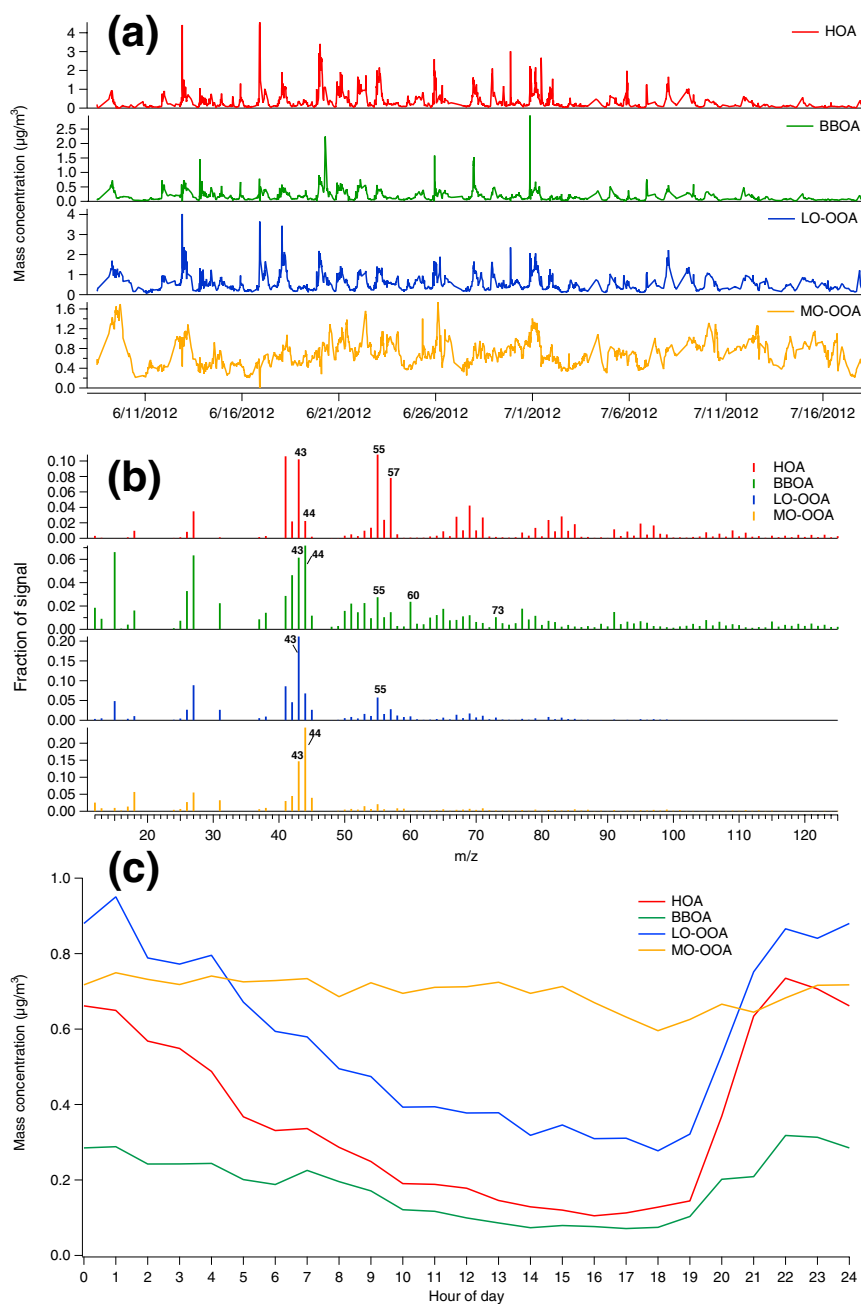 (a)
Mass concentration (µg/m³)
4
3
2
1
0
HOA
2.5
2.0
1.5
1.0
0.5
0.0
BBOA
4
3
2
1
0
LO-OOA
1.6
1.2
0.8
0.4
0.0
MO-OOA
6/11/2012 6/16/2012 6/21/2012 6/26/2012 7/1/2012 7/6/2012 7/11/2012 7/16/2012
(b)
Fraction of signal
0.10
0.08
0.06
0.04
0.02
0.00
43
44
55
57
HOA
BBOA
LO-OOA
MO-OOA
0.06
0.04
0.02
0.00
43
44
55
60
73
0.20
0.15
0.10
0.05
0.00
43
55
0.20
0.15
0.10
0.05
0.00
43
44
20 30 40 50 60 70 80 90 100 110 120
m/z
(c)
Mass concentration (µg/m³)
1.0
0.8
0.6
0.4
0.2
0.0
HOA
BBOA
LO-OOA
MO-OOA
0 1 2 3 4 5 6 7 8 9 10 11 12 13 14 15 16 17 18 19 20 21 22 23 24
Hour of day